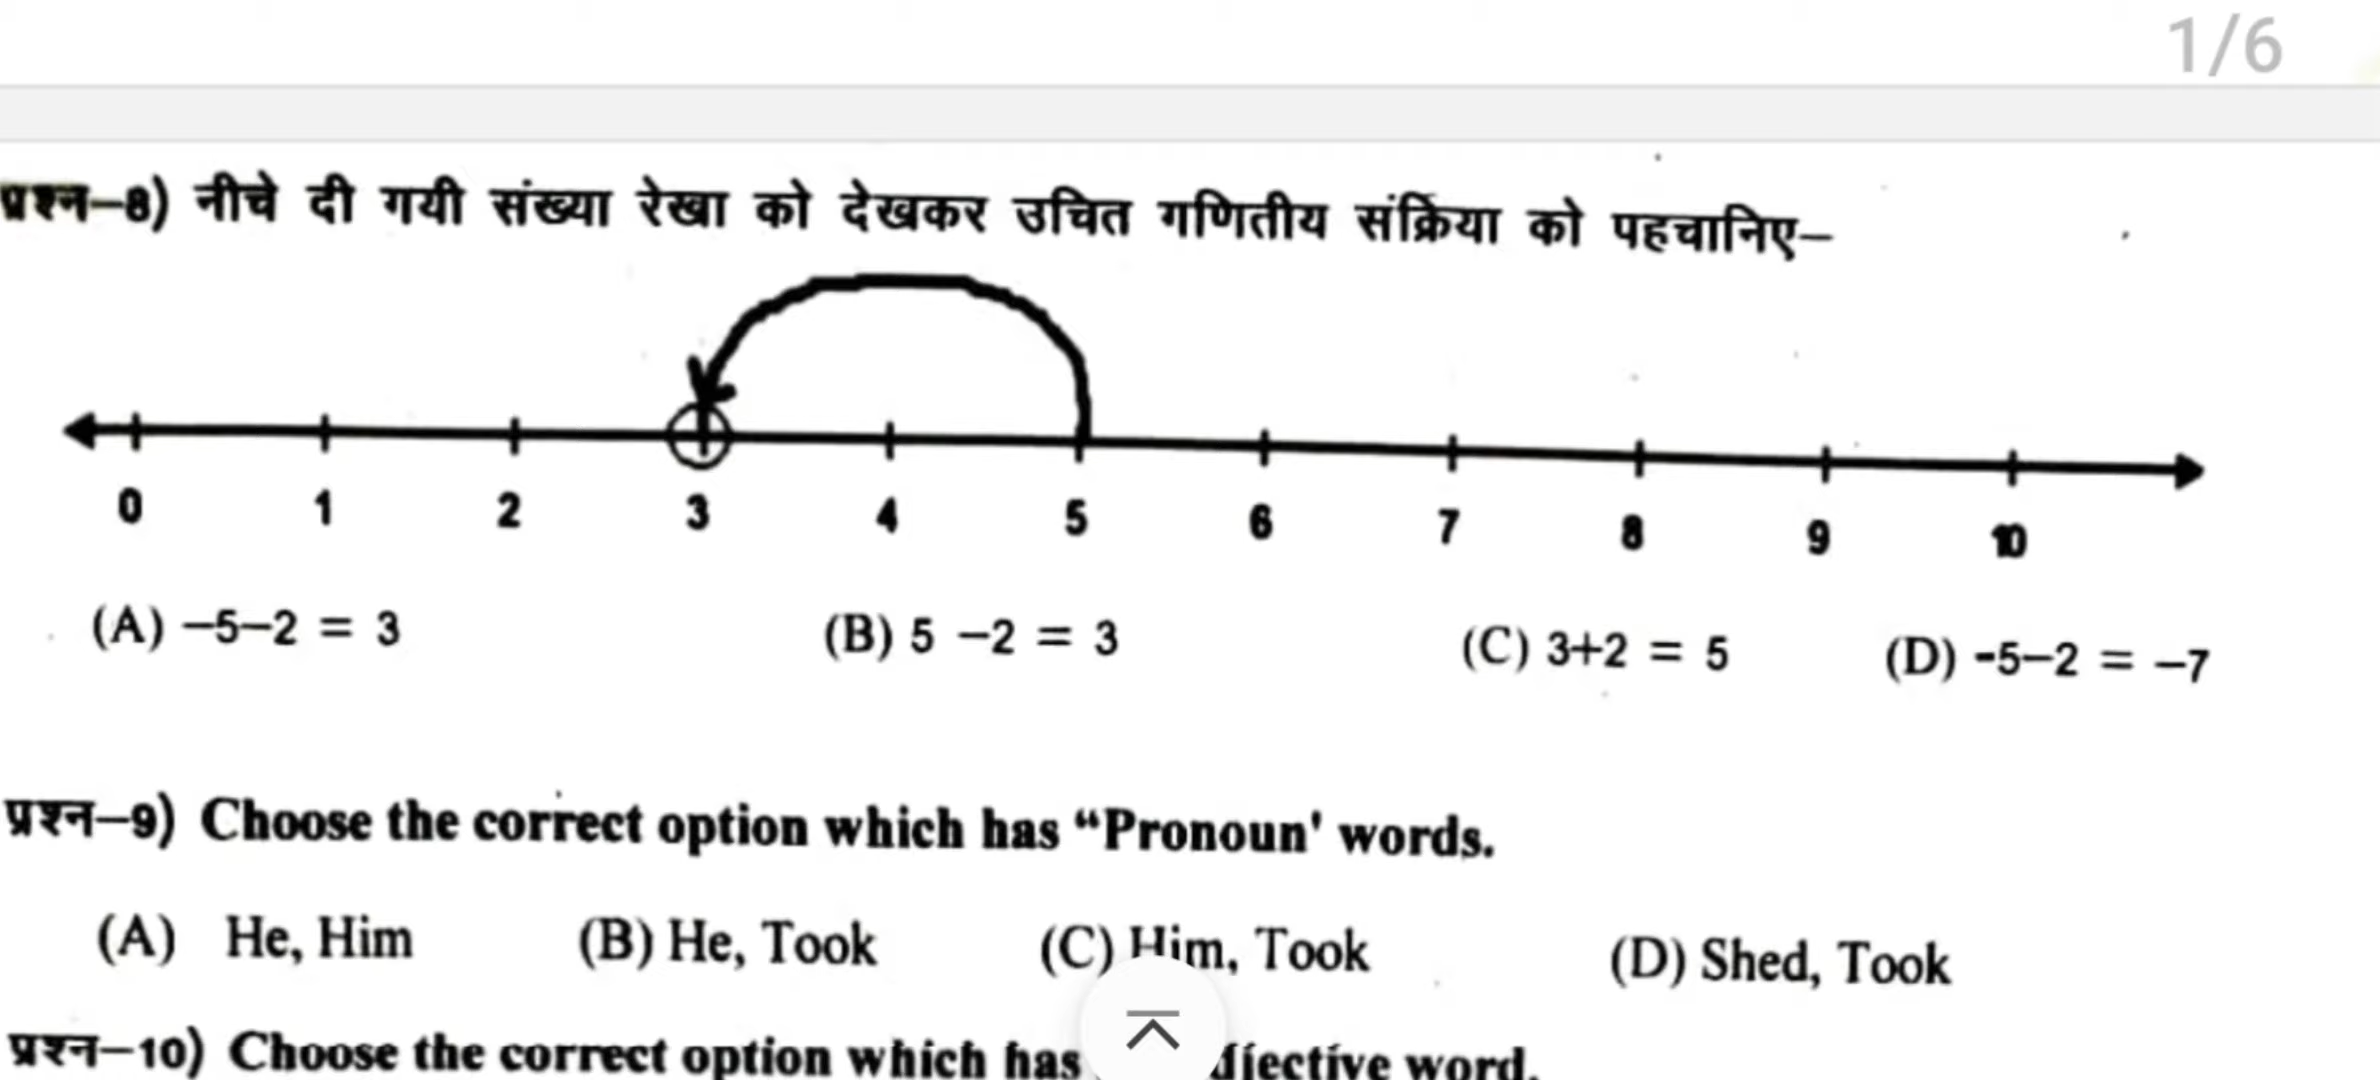 1/6
प्रश्न–8) नीचे दी गयी संख्या रेखा को देखकर उचित गणितीय संक्रिया को पहचानिए–
0 1 2 3 4 5 6 7 8 9 10
(A) –5–2 = 3 (B) 5 –2 = 3 (C) 3+2 = 5 (D) -5–2 = –7
प्रश्न–9) Choose the correct option which has “Pronoun' words.
(A) He, Him (B) He, Took (C) Him, Took (D) Shed, Took
प्रश्न–10) Choose the correct option which has word.